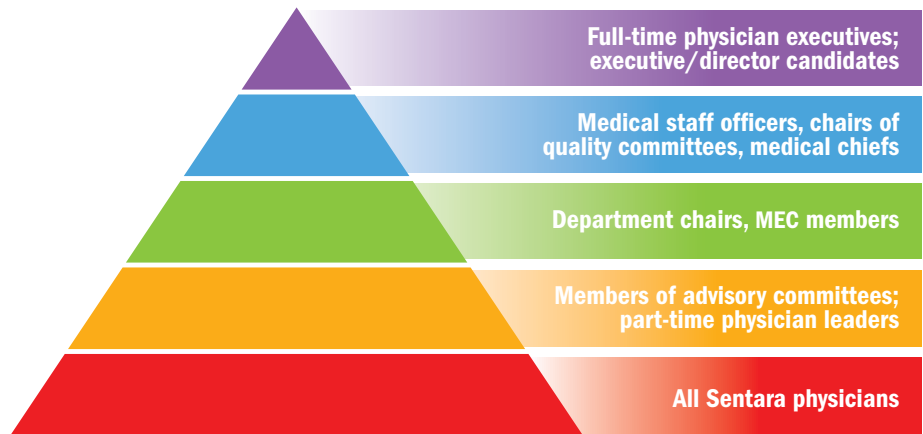 Full-time physician executives;
executive/director candidates
Medical staff officers, chairs of
quality committees, medical chiefs
Department chairs, MEC members
Members of advisory committees;
part-time physician leaders
All Sentara physicians